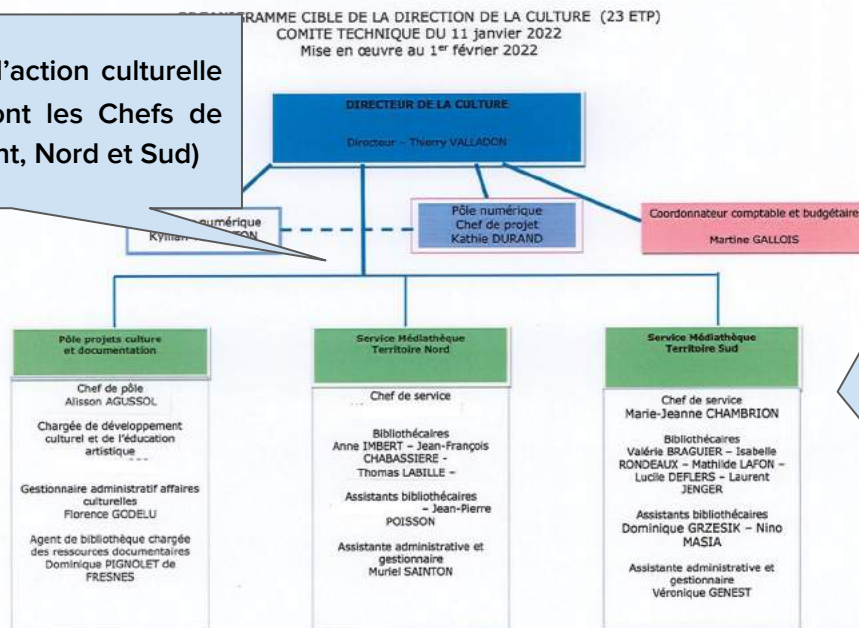 ORGANIGRAMME CIBLE DE LA DIRECTION DE LA CULTURE (23 ETP)
COMITE TECHNIQUE DU 11 janvier 2022
Mise en œuvre au 1er février 2022
l'action culturelle
ont les Chefs de
nt, Nord et Sud)
DIRECTEUR DE LA CULTURE
Directeur – Thierry VALLADON
numérique
Pôle numérique
Chef de projet
Kathie DURAND
Coordonnateur comptable et budgétaire
Martine GALLOIS
Pôle projets culture
et documentation
Chef de pôle
Alisson AGUSSOL
Chargée de développement
culturel et de l'éducation
artistique
Gestionnaire administratif affaires
culturelles
Florence GODELU
Agent de bibliothèque chargée
des ressources documentaires
Dominique PIGNOLET de
FRESNES
Service Médiathèque
Territoire Nord
Chef de service
Bibliothécaires
Anne IMBERT – Jean-François
CHABASSIERE -
Thomas LABILLE –
Assistants bibliothécaires
– Jean-Pierre
POISSON
Assistante administrative et
gestionnaire
Muriel SAINTON
Service Médiathèque
Territoire Sud
Chef de service
Marie-Jeanne CHAMBRION
Bibliothécaires
Valérie BRAGUIER – Isabelle
RONDEAUX – Mathilde LAFON –
Lucile DEFLERS – Laurent
JENGER
Assistants bibliothécaires
Dominique GRZESIK – Nino
MASIA
Assistante administrative et
gestionnaire
Véronique GENEST